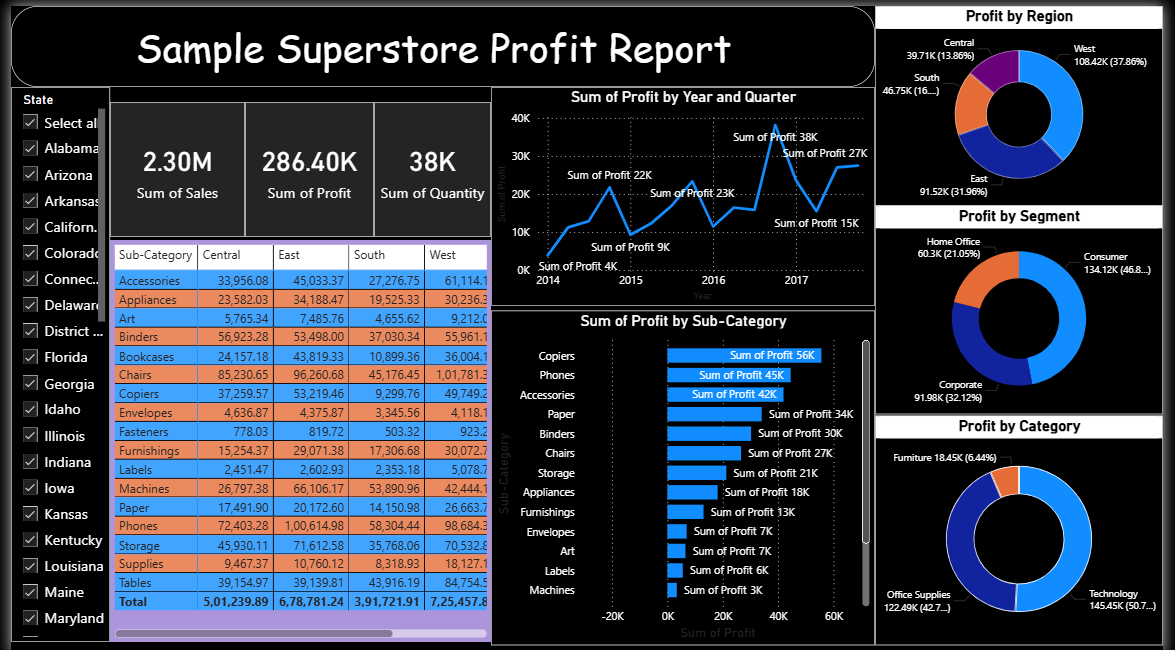 Sample Superstore Profit Report
State
Select al
Alabama
Arizona
Arkansas
Californ...
Colorado
Connec...
Delaware
District ...
Florida
Georgia
Idaho
Illinois
Indiana
Iowa
Kansas
Kentucky
Louisiana
Maine
Maryland
2.30M
Sum of Sales
286.40K
Sum of Profit
38K
Sum of Quantity
Sub-Category Central East South West
Accessories 33,956.08 45,033.37 27,276.75 61,114.1
Appliances 23,582.03 34,188.47 19,525.33 30,236.3
Art 5,765.34 7,485.76 4,655.62 9,212.0
Binders 56,923.28 53,498.00 37,030.34 55,961.1
Bookcases 24,157.18 43,819.33 10,899.36 36,004.1
Chairs 85,230.65 96,260.68 45,176.45 1,01,781.3
Copiers 37,259.57 53,219.46 9,299.76 49,749.2
Envelopes 4,636.87 4,375.87 3,345.56 4,118.1
Fasteners 778.03 819.72 503.32 923.2
Furnishings 15,254.37 29,071.38 17,306.68 30,072.7
Labels 2,451.47 2,602.93 2,353.18 5,078.7
Machines 26,797.38 66,106.17 53,890.96 42,444.1
Paper 17,491.90 20,172.60 14,150.98 26,663.7
Phones 72,403.28 1,00,614.98 58,304.44 98,684.3
Storage 45,930.11 71,612.58 35,768.06 70,532.8
Supplies 9,467.37 10,760.12 8,318.93 18,127.1
Tables 39,154.97 39,139.81 43,916.19 84,754.5
Total 5,01,239.89 6,78,781.24 3,91,721.91 7,25,457.8
Sum of Profit by Year and Quarter
Sum of Profit
40K
30K
20K
10K
0K
Sum of Profit 38K
Sum of Profit 27K
Sum of Profit 22K
Sum of Profit 23K
Sum of Profit 15K
Sum of Profit 9K
Sum of Profit 4K
2014 2015 2016 2017
Year
Sum of Profit by Sub-Category
Sub-Category
Copiers Sum of Profit 56K
Phones Sum of Profit 45K
Accessories Sum of Profit 42K
Paper Sum of Profit 34K
Binders Sum of Profit 30K
Chairs Sum of Profit 27K
Storage Sum of Profit 21K
Appliances Sum of Profit 18K
Furnishings Sum of Profit 13K
Envelopes Sum of Profit 7K
Art Sum of Profit 7K
Labels Sum of Profit 6K
Machines Sum of Profit 3K
-20K 0K 20K 40K 60K
Sum of Profit
Profit by Region
Central
39.71K (13.86%)
West
108.42K (37.86%)
South
46.75K (16....)
East
91.52K (31.96%)
Profit by Segment
Home Office
60.3K (21.05%)
Consumer
134.12K (46.8...)
Corporate
91.98K (32.12%)
Profit by Category
Furniture 18.45K (6.44%)
Office Supplies
122.49K (42.7...)
Technology
145.45K (50.7...)